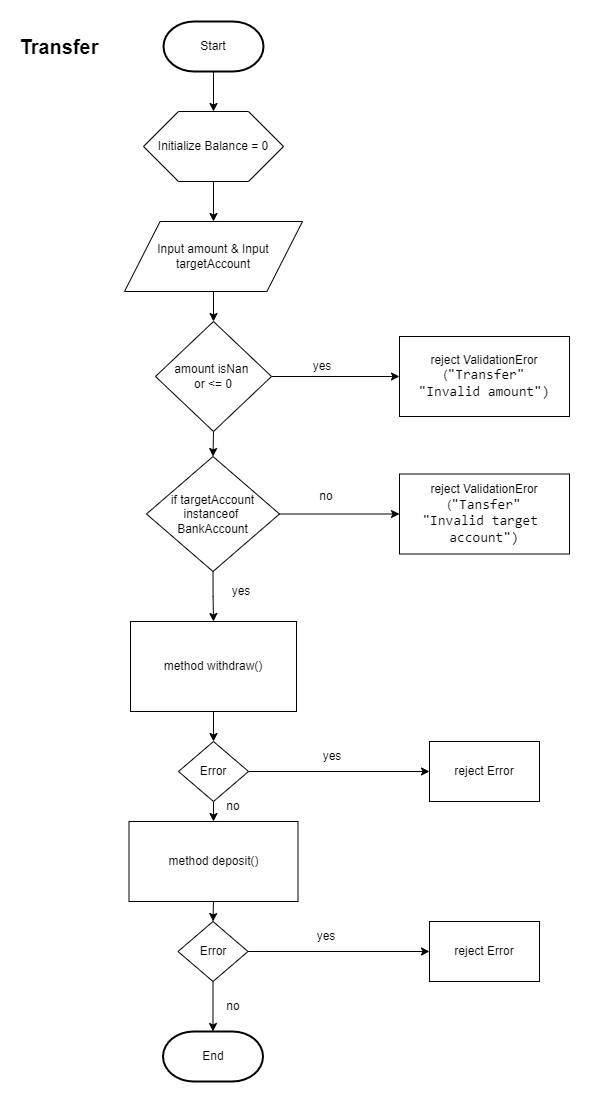 Transfer
Start
Initialize Balance = 0
Input amount & Input
targetAccount
amount isNan
or <= 0
yes
reject ValidationEror
("Transfer"
"Invalid amount")
if targetAccount
instanceof
BankAccount
no
reject ValidationEror
("Tansfer"
"Invalid target
account")
yes
method withdraw()
Error
yes
reject Error
no
method deposit()
Error
yes
reject Error
no
End